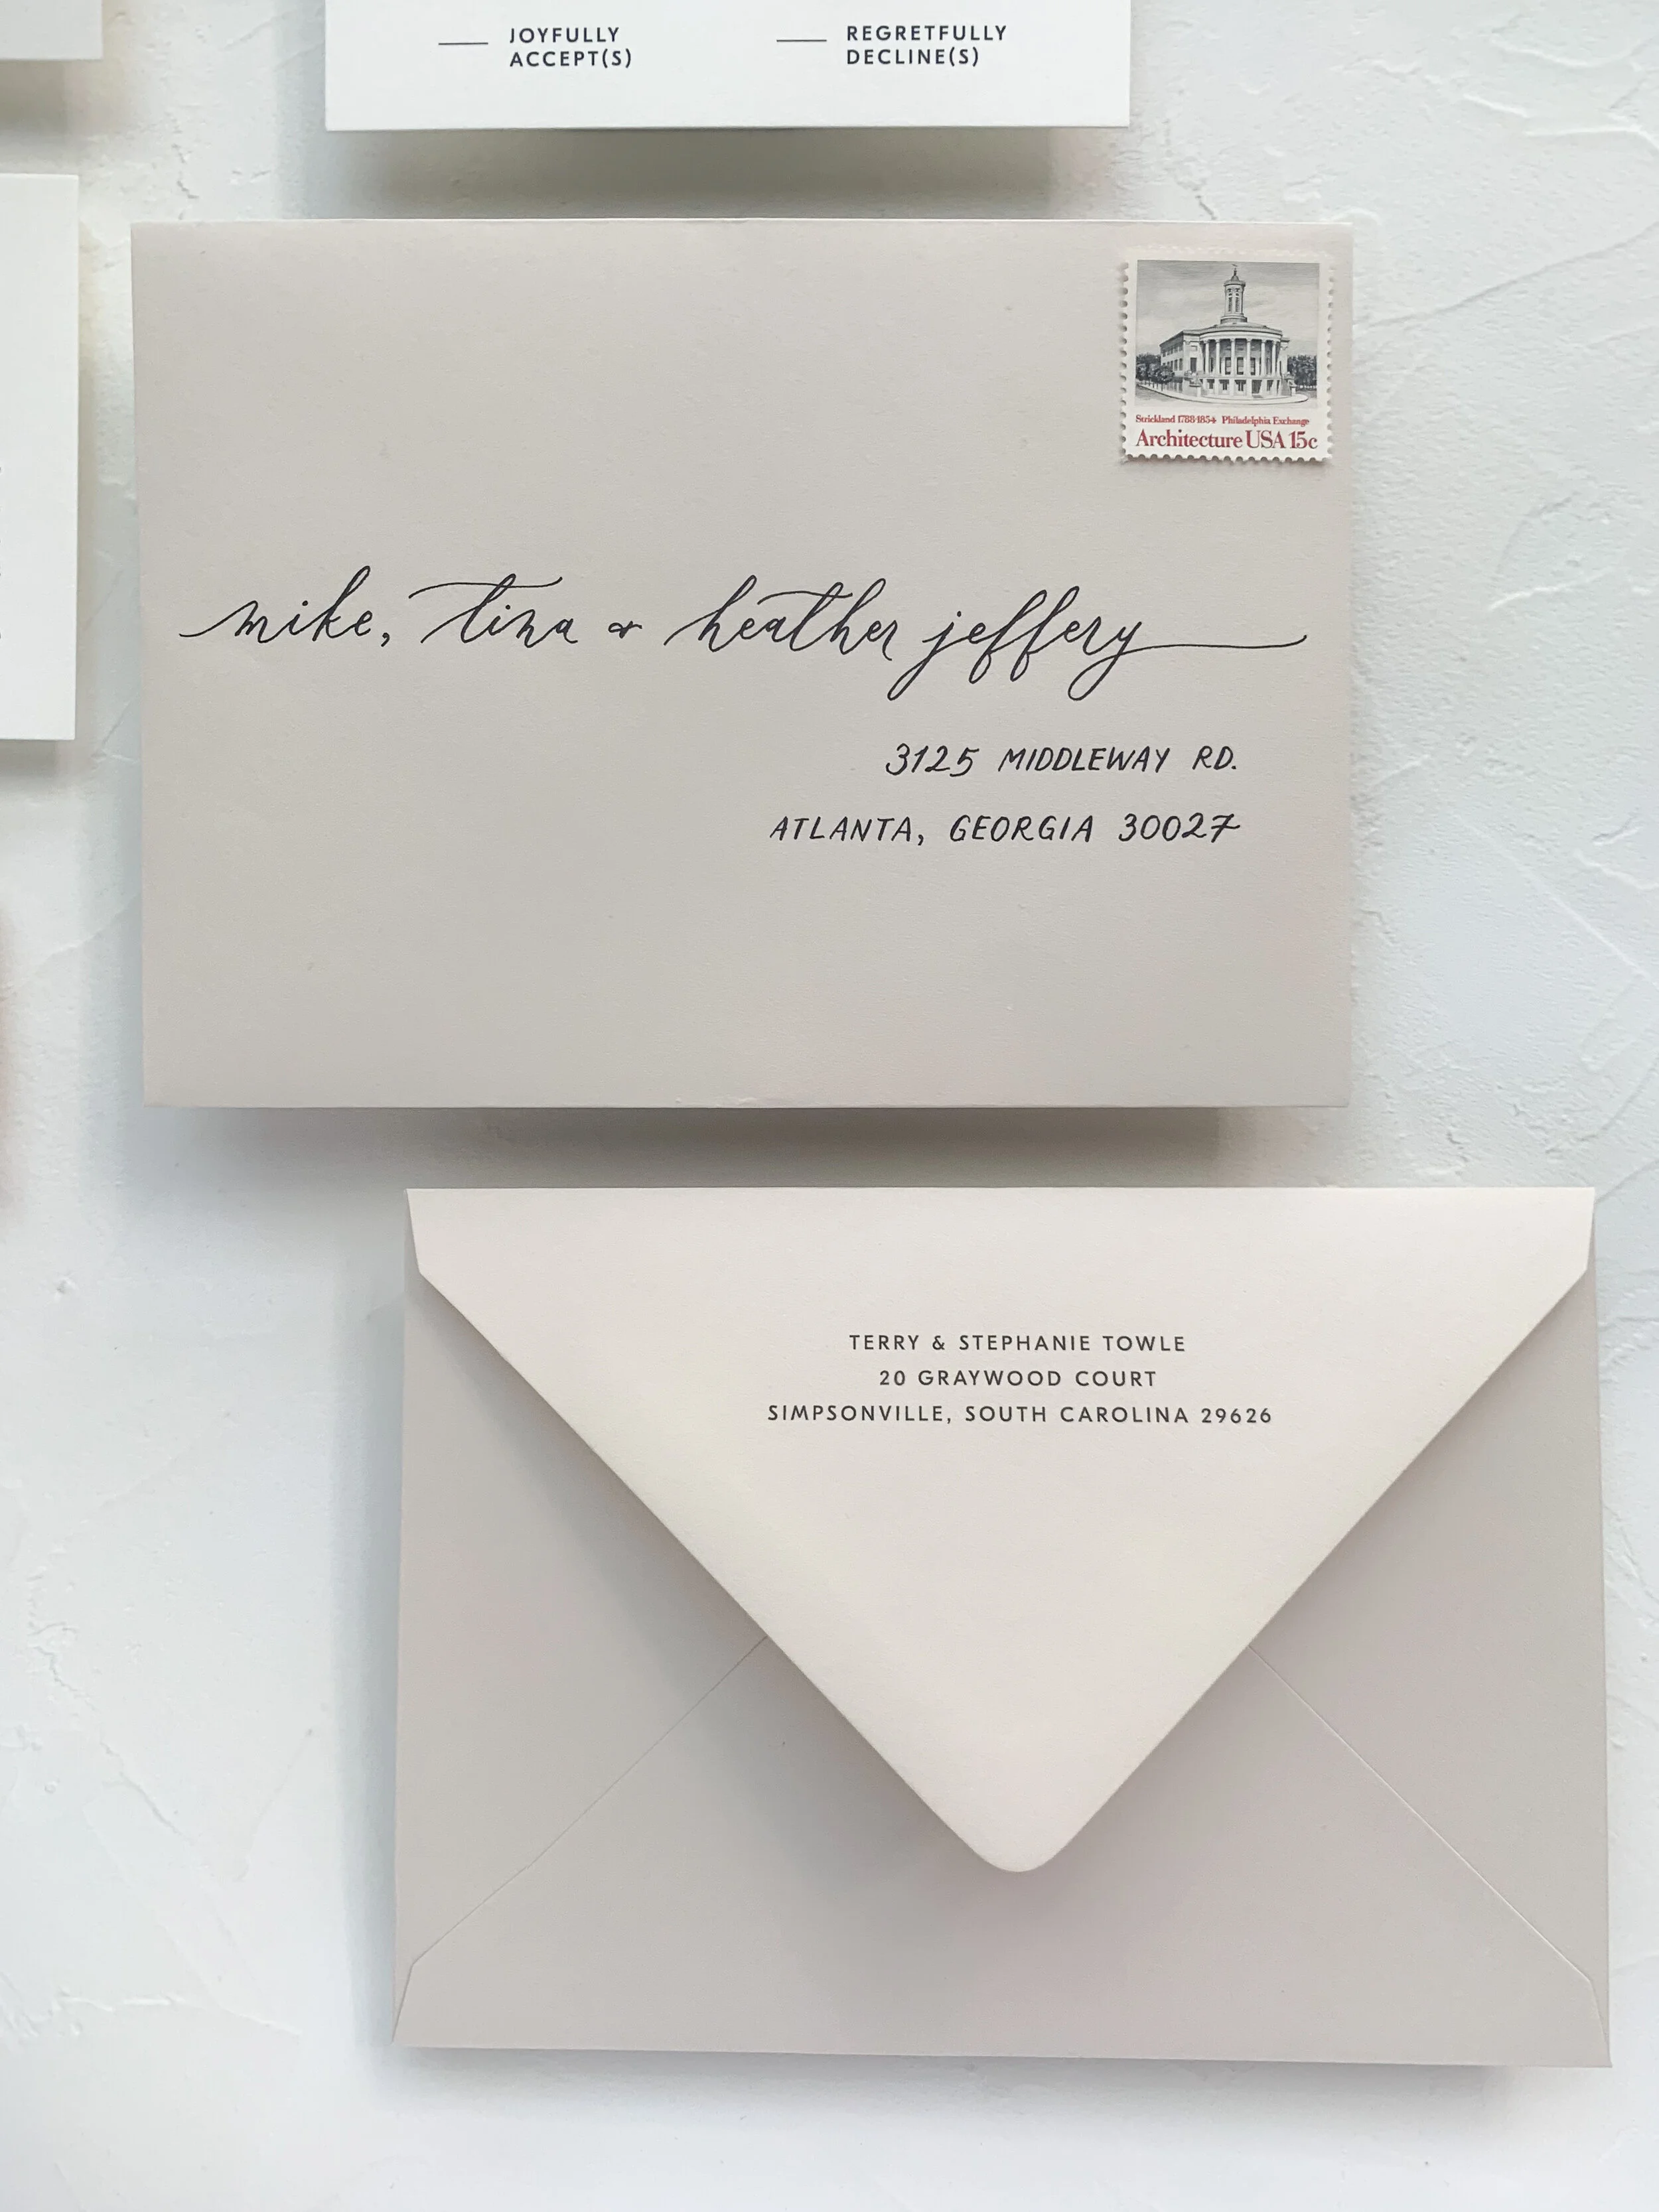 JOYFULLY
ACCEPT(S)
REGRETFULLY
DECLINE(S)
Strickland 1788-1854 Philadelphia Exchange
Architecture USA 15c
mike, tina & heather jeffery
3125 MIDDLEWAY RD.
ATLANTA, GEORGIA 30027
TERRY & STEPHANIE TOWLE
20 GRAYWOOD COURT
SIMPSONVILLE, SOUTH CAROLINA 29626